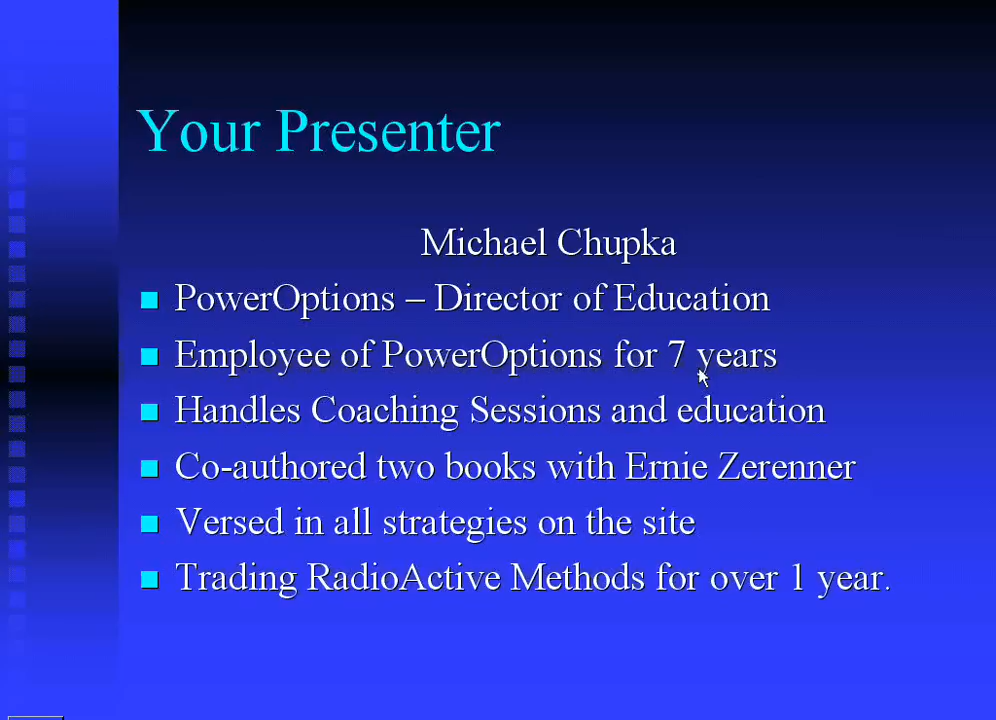 Your Presenter
Michael Chupka
PowerOptions – Director of Education
Employee of PowerOptions for 7 years
Handles Coaching Sessions and education
Co-authored two books with Ernie Zerenner
Versed in all strategies on the site
Trading RadioActive Methods for over 1 year.